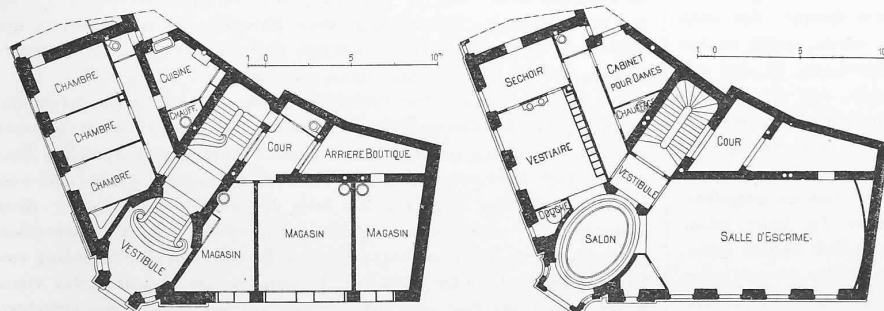 1 0 5 10m
CHAMBRE
CUISINE
CHAUFF.
CHAMBRE
CHAMBRE
COUR
ARRIERE BOUTIQUE
VESTIBULE
MAGASIN
MAGASIN
MAGASIN
1 0 5 10
SECHOIR
CABINET
POUR DAMES
VESTIAIRE
COUR
VESTIBULE
DOUCHE
SALON
SALLE D'ESCRIME.